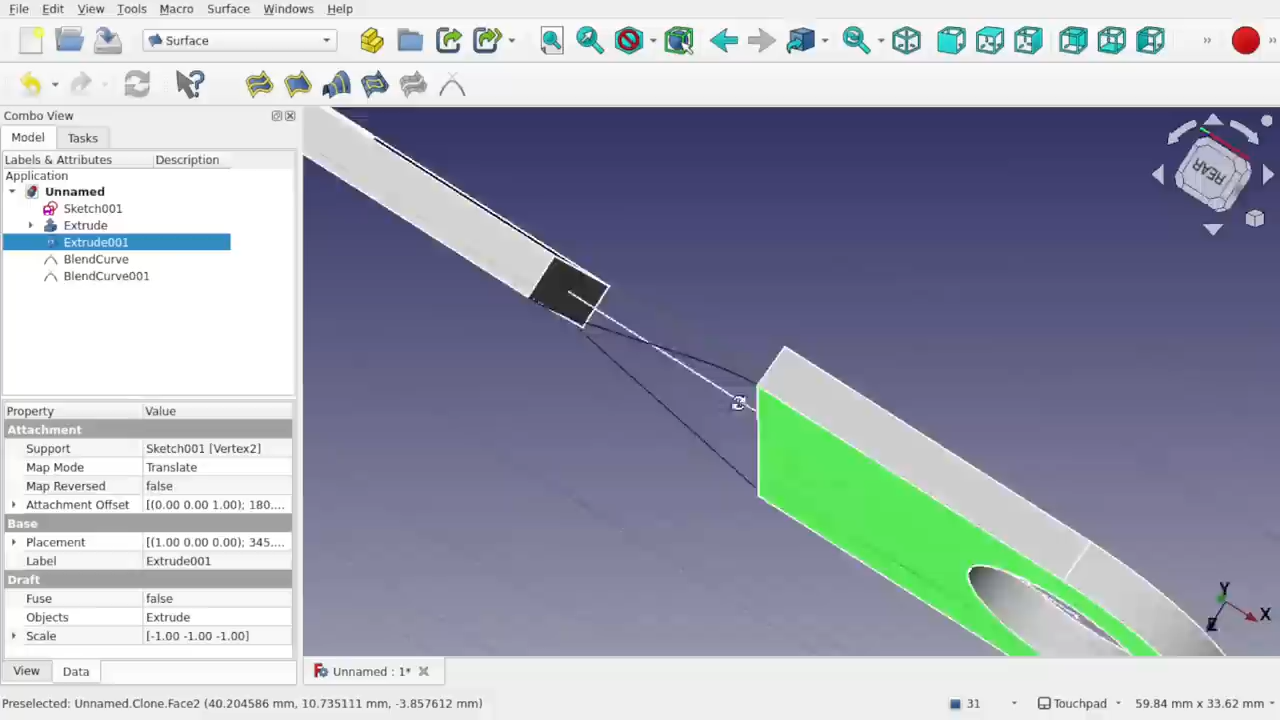 File Edit View Tools Macro Surface Windows Help
Surface
Combo View
Model Tasks
Labels & Attributes Description
Application
Unnamed
Sketch001
Extrude
Extrude001
BlendCurve
BlendCurve001
Property Value
Attachment
Support Sketch001 [Vertex2]
Map Mode Translate
Map Reversed false
Attachment Offset [(0.00 0.00 1.00); 180....
Base
Placement [(1.00 0.00 0.00); 345....
Label Extrude001
Draft
Fuse false
Objects Extrude
Scale [-1.00 -1.00 -1.00]
View Data
REAR
Y
X
Z
Unnamed : 1*
Preselected: Unnamed.Clone.Face2 (40.204586 mm, 10.735111 mm, -3.857612 mm)
31 Touchpad 59.84 mm x 33.62 mm